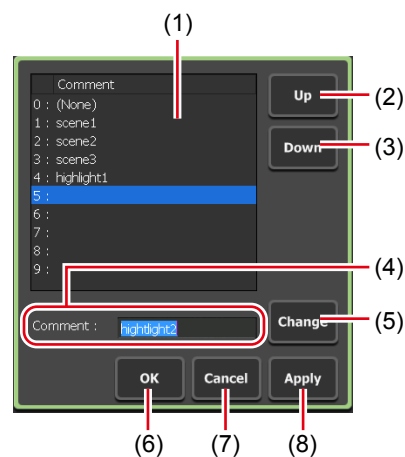 (1)
Comment
Up
(2)
0 : (None)
1 : scene1
2 : scene2
Down
(3)
3 : scene3
4 : highlight1
5 :
6 :
7 :
8 :
9 :
(4)
Comment :
hightlight2
Change
(5)
OK
Cancel
Apply
(6)
(7)
(8)